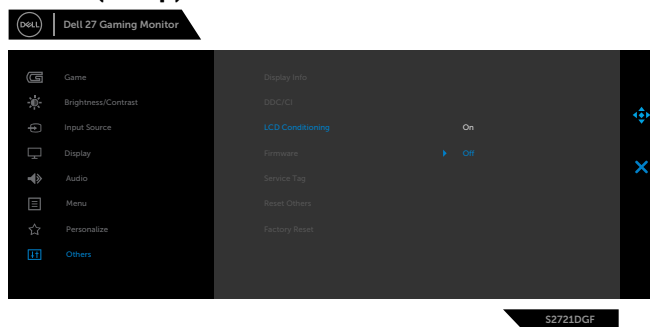 DELL
Dell 27 Gaming Monitor
Game
Display Info
Brightness/Contrast
DDC/CI
Input Source
LCD Conditioning
On
Display
Firmware
Off
Audio
Service Tag
Menu
Reset Others
Personalize
Factory Reset
Others
S2721DGF